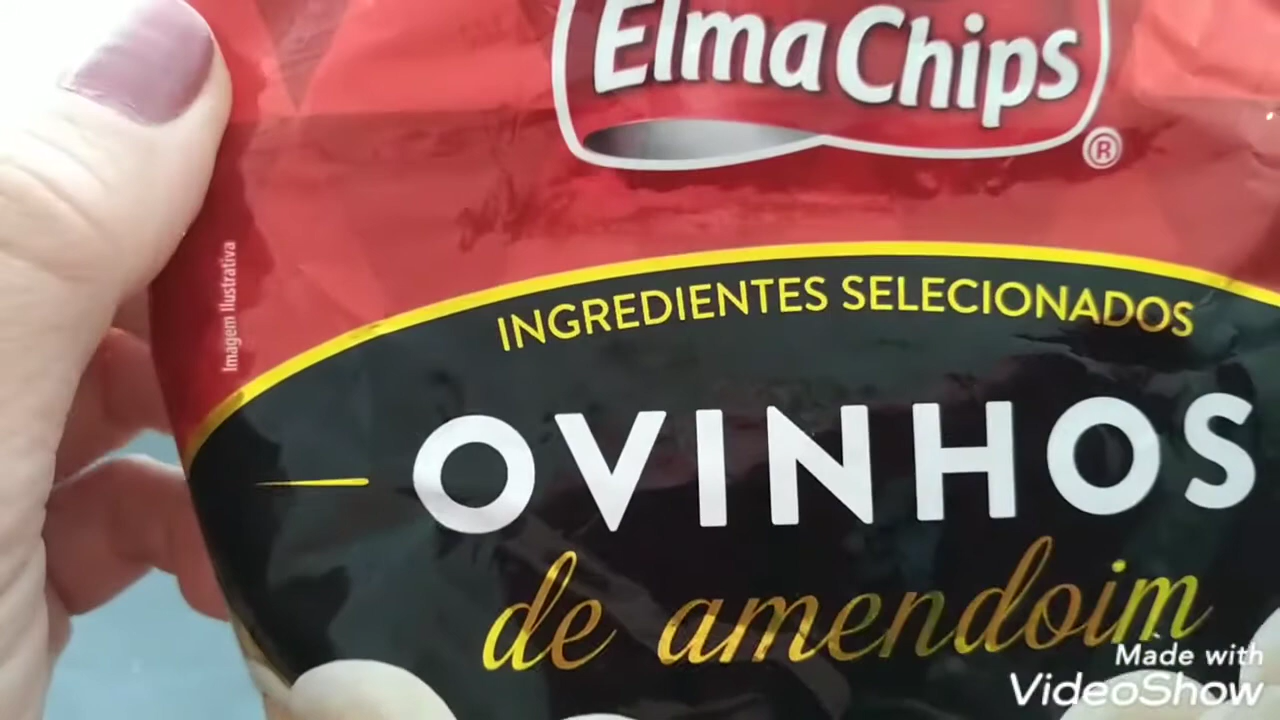 Elma Chips
®
Imagem Ilustrativa
INGREDIENTES SELECIONADOS
OVINHOS
de amendoim
Made with
VideoShow